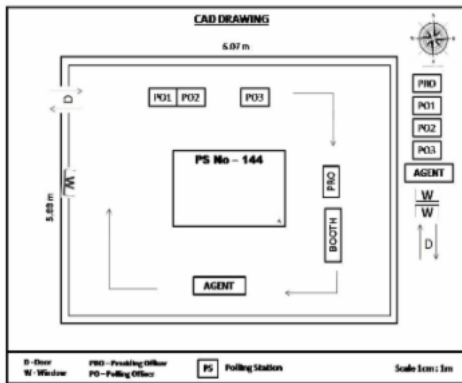 CAD DRAWING
6.07 m
D
PO1 PO2 PO3
PS No – 144
W
5.88 m
PRO
BOOTH
AGENT
PRO
PO1
PO2
PO3
AGENT
W
W
D
D - Door
W - Window
PRO – Presiding Officer
PO – Polling Officer
PS Polling Station
Scale 1cm : 1m